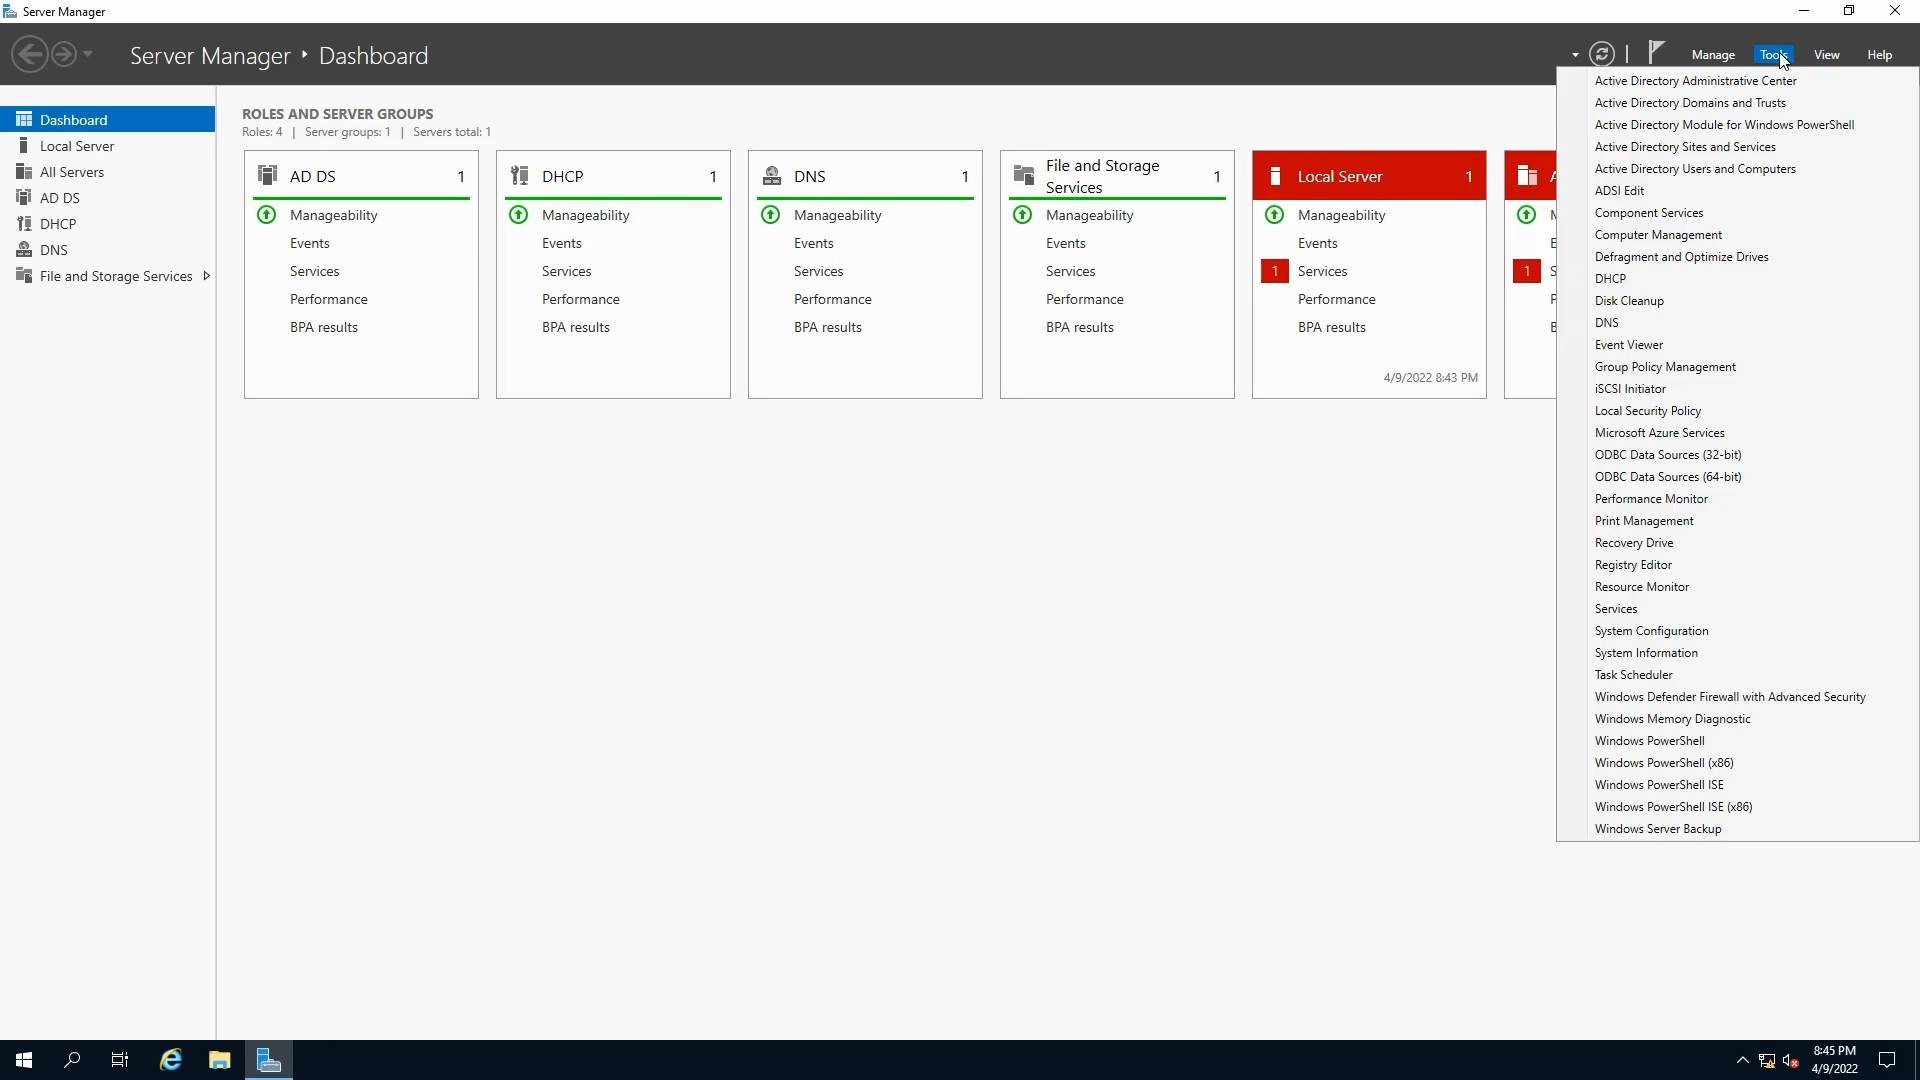 Server Manager
Server Manager ‣ Dashboard
Manage Tools View Help
Dashboard
Local Server
All Servers
AD DS
DHCP
DNS
File and Storage Services
ROLES AND SERVER GROUPS
Roles: 4 | Server groups: 1 | Servers total: 1
AD DS 1
Manageability
Events
Services
Performance
BPA results
DHCP 1
Manageability
Events
Services
Performance
BPA results
DNS 1
Manageability
Events
Services
Performance
BPA results
File and Storage
Services 1
Manageability
Events
Services
Performance
BPA results
Local Server 1
Manageability
Events
1 Services
Performance
BPA results
4/9/2022 8:43 PM
A
M
E
1 S
P
B
Active Directory Administrative Center
Active Directory Domains and Trusts
Active Directory Module for Windows PowerShell
Active Directory Sites and Services
Active Directory Users and Computers
ADSI Edit
Component Services
Computer Management
Defragment and Optimize Drives
DHCP
Disk Cleanup
DNS
Event Viewer
Group Policy Management
iSCSI Initiator
Local Security Policy
Microsoft Azure Services
ODBC Data Sources (32-bit)
ODBC Data Sources (64-bit)
Performance Monitor
Print Management
Recovery Drive
Registry Editor
Resource Monitor
Services
System Configuration
System Information
Task Scheduler
Windows Defender Firewall with Advanced Security
Windows Memory Diagnostic
Windows PowerShell
Windows PowerShell (x86)
Windows PowerShell ISE
Windows PowerShell ISE (x86)
Windows Server Backup
8:45 PM
4/9/2022